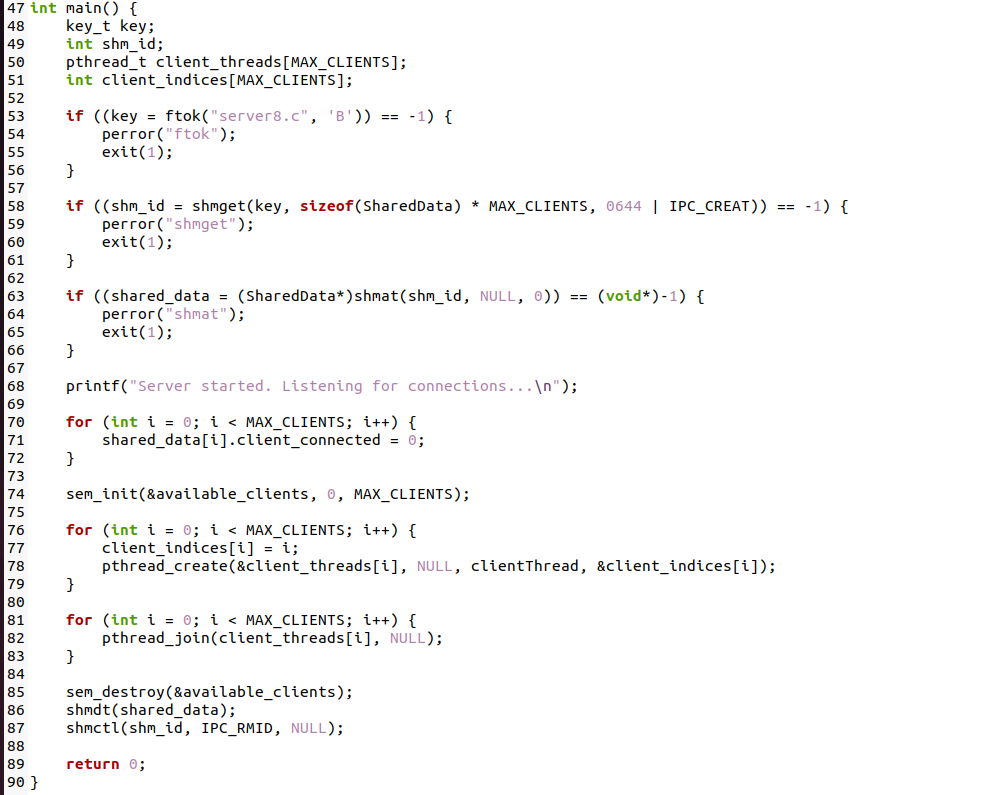 47 int main() {
48     key_t key;
49     int shm_id;
50     pthread_t client_threads[MAX_CLIENTS];
51     int client_indices[MAX_CLIENTS];
52
53     if ((key = ftok("server8.c", 'B')) == -1) {
54         perror("ftok");
55         exit(1);
56     }
57
58     if ((shm_id = shmget(key, sizeof(SharedData) * MAX_CLIENTS, 0644 | IPC_CREAT)) == -1) {
59         perror("shmget");
60         exit(1);
61     }
62
63     if ((shared_data = (SharedData*)shmat(shm_id, NULL, 0)) == (void*)-1) {
64         perror("shmat");
65         exit(1);
66     }
67
68     printf("Server started. Listening for connections...\n");
69
70     for (int i = 0; i < MAX_CLIENTS; i++) {
71         shared_data[i].client_connected = 0;
72     }
73
74     sem_init(&available_clients, 0, MAX_CLIENTS);
75
76     for (int i = 0; i < MAX_CLIENTS; i++) {
77         client_indices[i] = i;
78         pthread_create(&client_threads[i], NULL, clientThread, &client_indices[i]);
79     }
80
81     for (int i = 0; i < MAX_CLIENTS; i++) {
82         pthread_join(client_threads[i], NULL);
83     }
84
85     sem_destroy(&available_clients);
86     shmdt(shared_data);
87     shmctl(shm_id, IPC_RMID, NULL);
88
89     return 0;
90 }